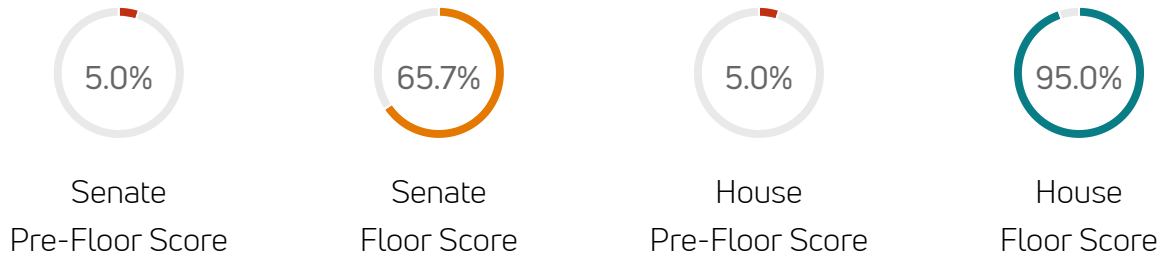 5.0%
65.7%
5.0%
95.0%
Senate
Pre-Floor Score
Senate
Floor Score
House
Pre-Floor Score
House
Floor Score